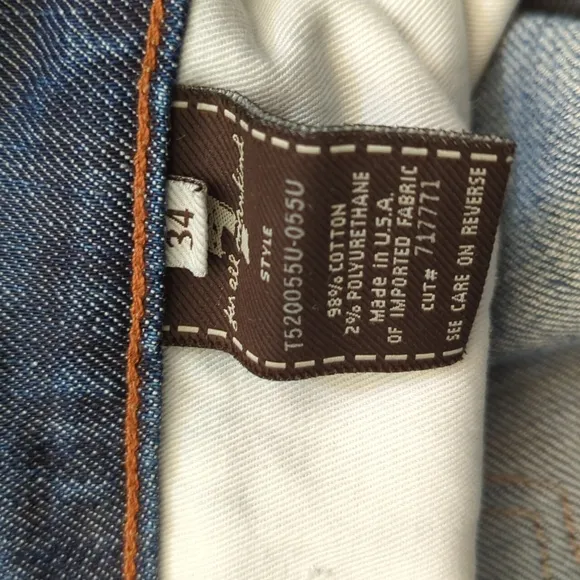 34
for all mankind
STYLE
T520055U-055U
98% COTTON
2% POLYURETHANE
Made in U.S.A.
OF IMPORTED FABRIC
CUT# 717771
SEE CARE ON REVERSE